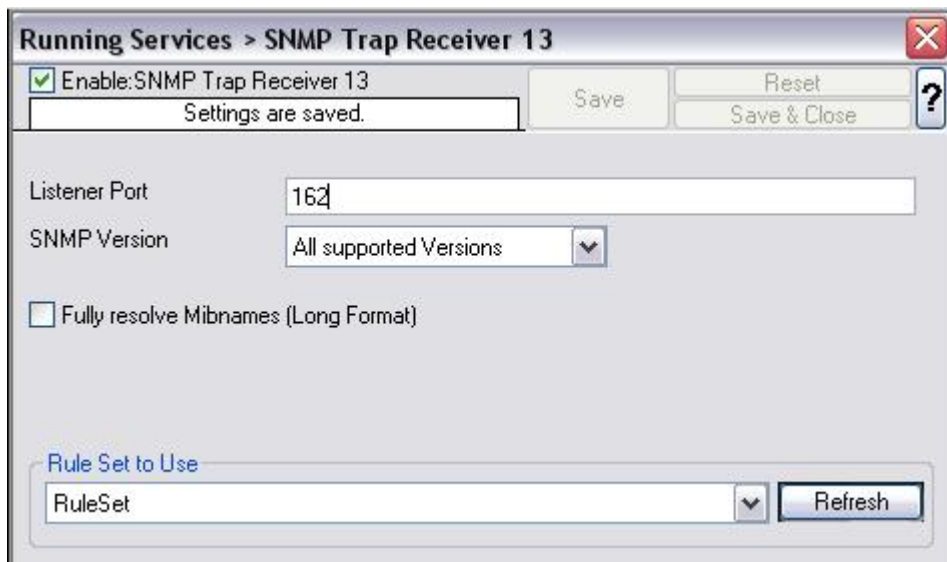 Running Services > SNMP Trap Receiver 13
Enable:SNMP Trap Receiver 13
Settings are saved.
Save
Reset
Save & Close
?
Listener Port
162
SNMP Version
All supported Versions
Fully resolve Mibnames (Long Format)
Rule Set to Use
RuleSet
Refresh